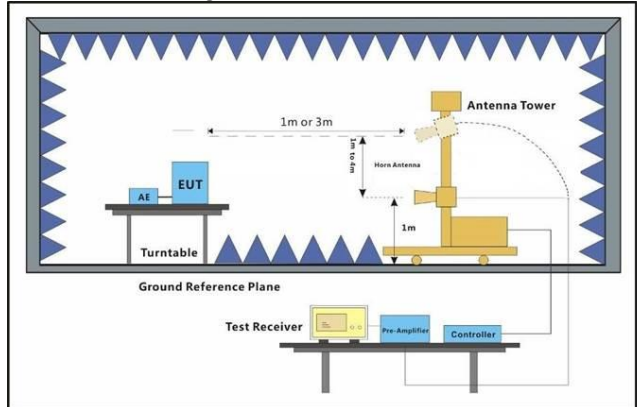 1m or 3m
Antenna Tower
1m to 4m
Horn Antenna
EUT
AE
1m
Turntable
Ground Reference Plane
Test Receiver
Pre-Amplifier
Controller